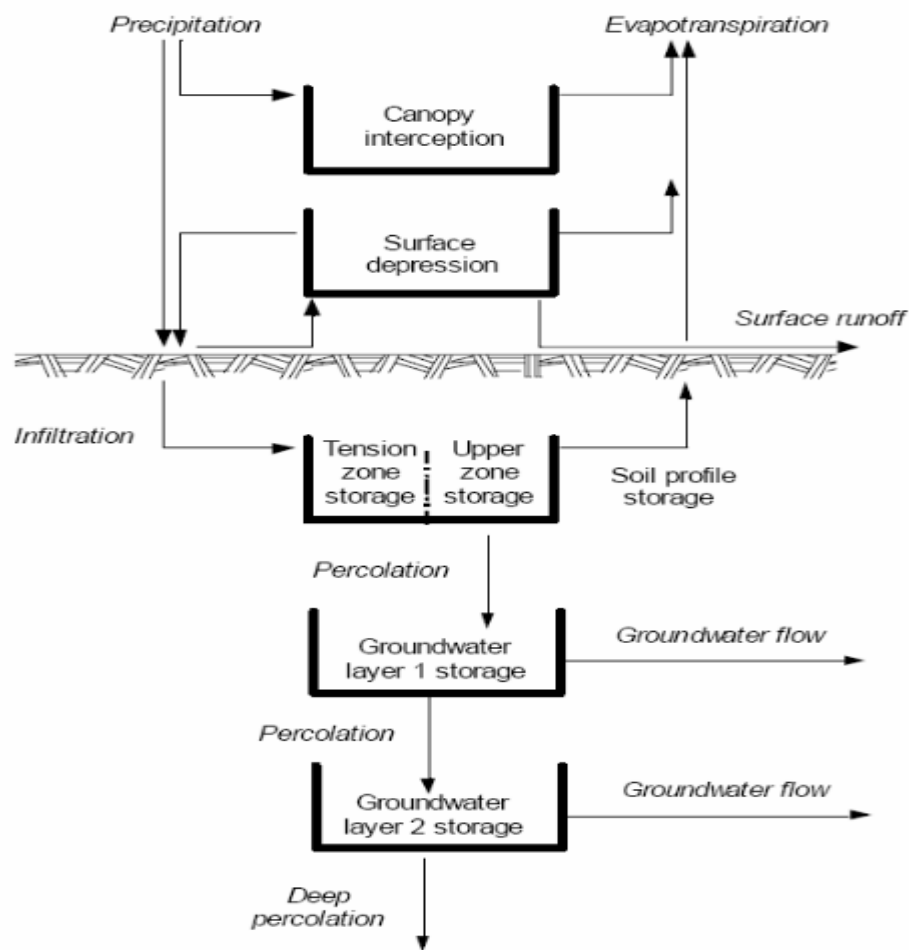 Precipitation
Evapotranspiration
Canopy
interception
Surface
depression
Surface runoff
Infiltration
Tension
zone
storage
Upper
zone
storage
Soil profile
storage
Percolation
Groundwater
layer 1 storage
Groundwater flow
Percolation
Groundwater
layer 2 storage
Groundwater flow
Deep
percolation